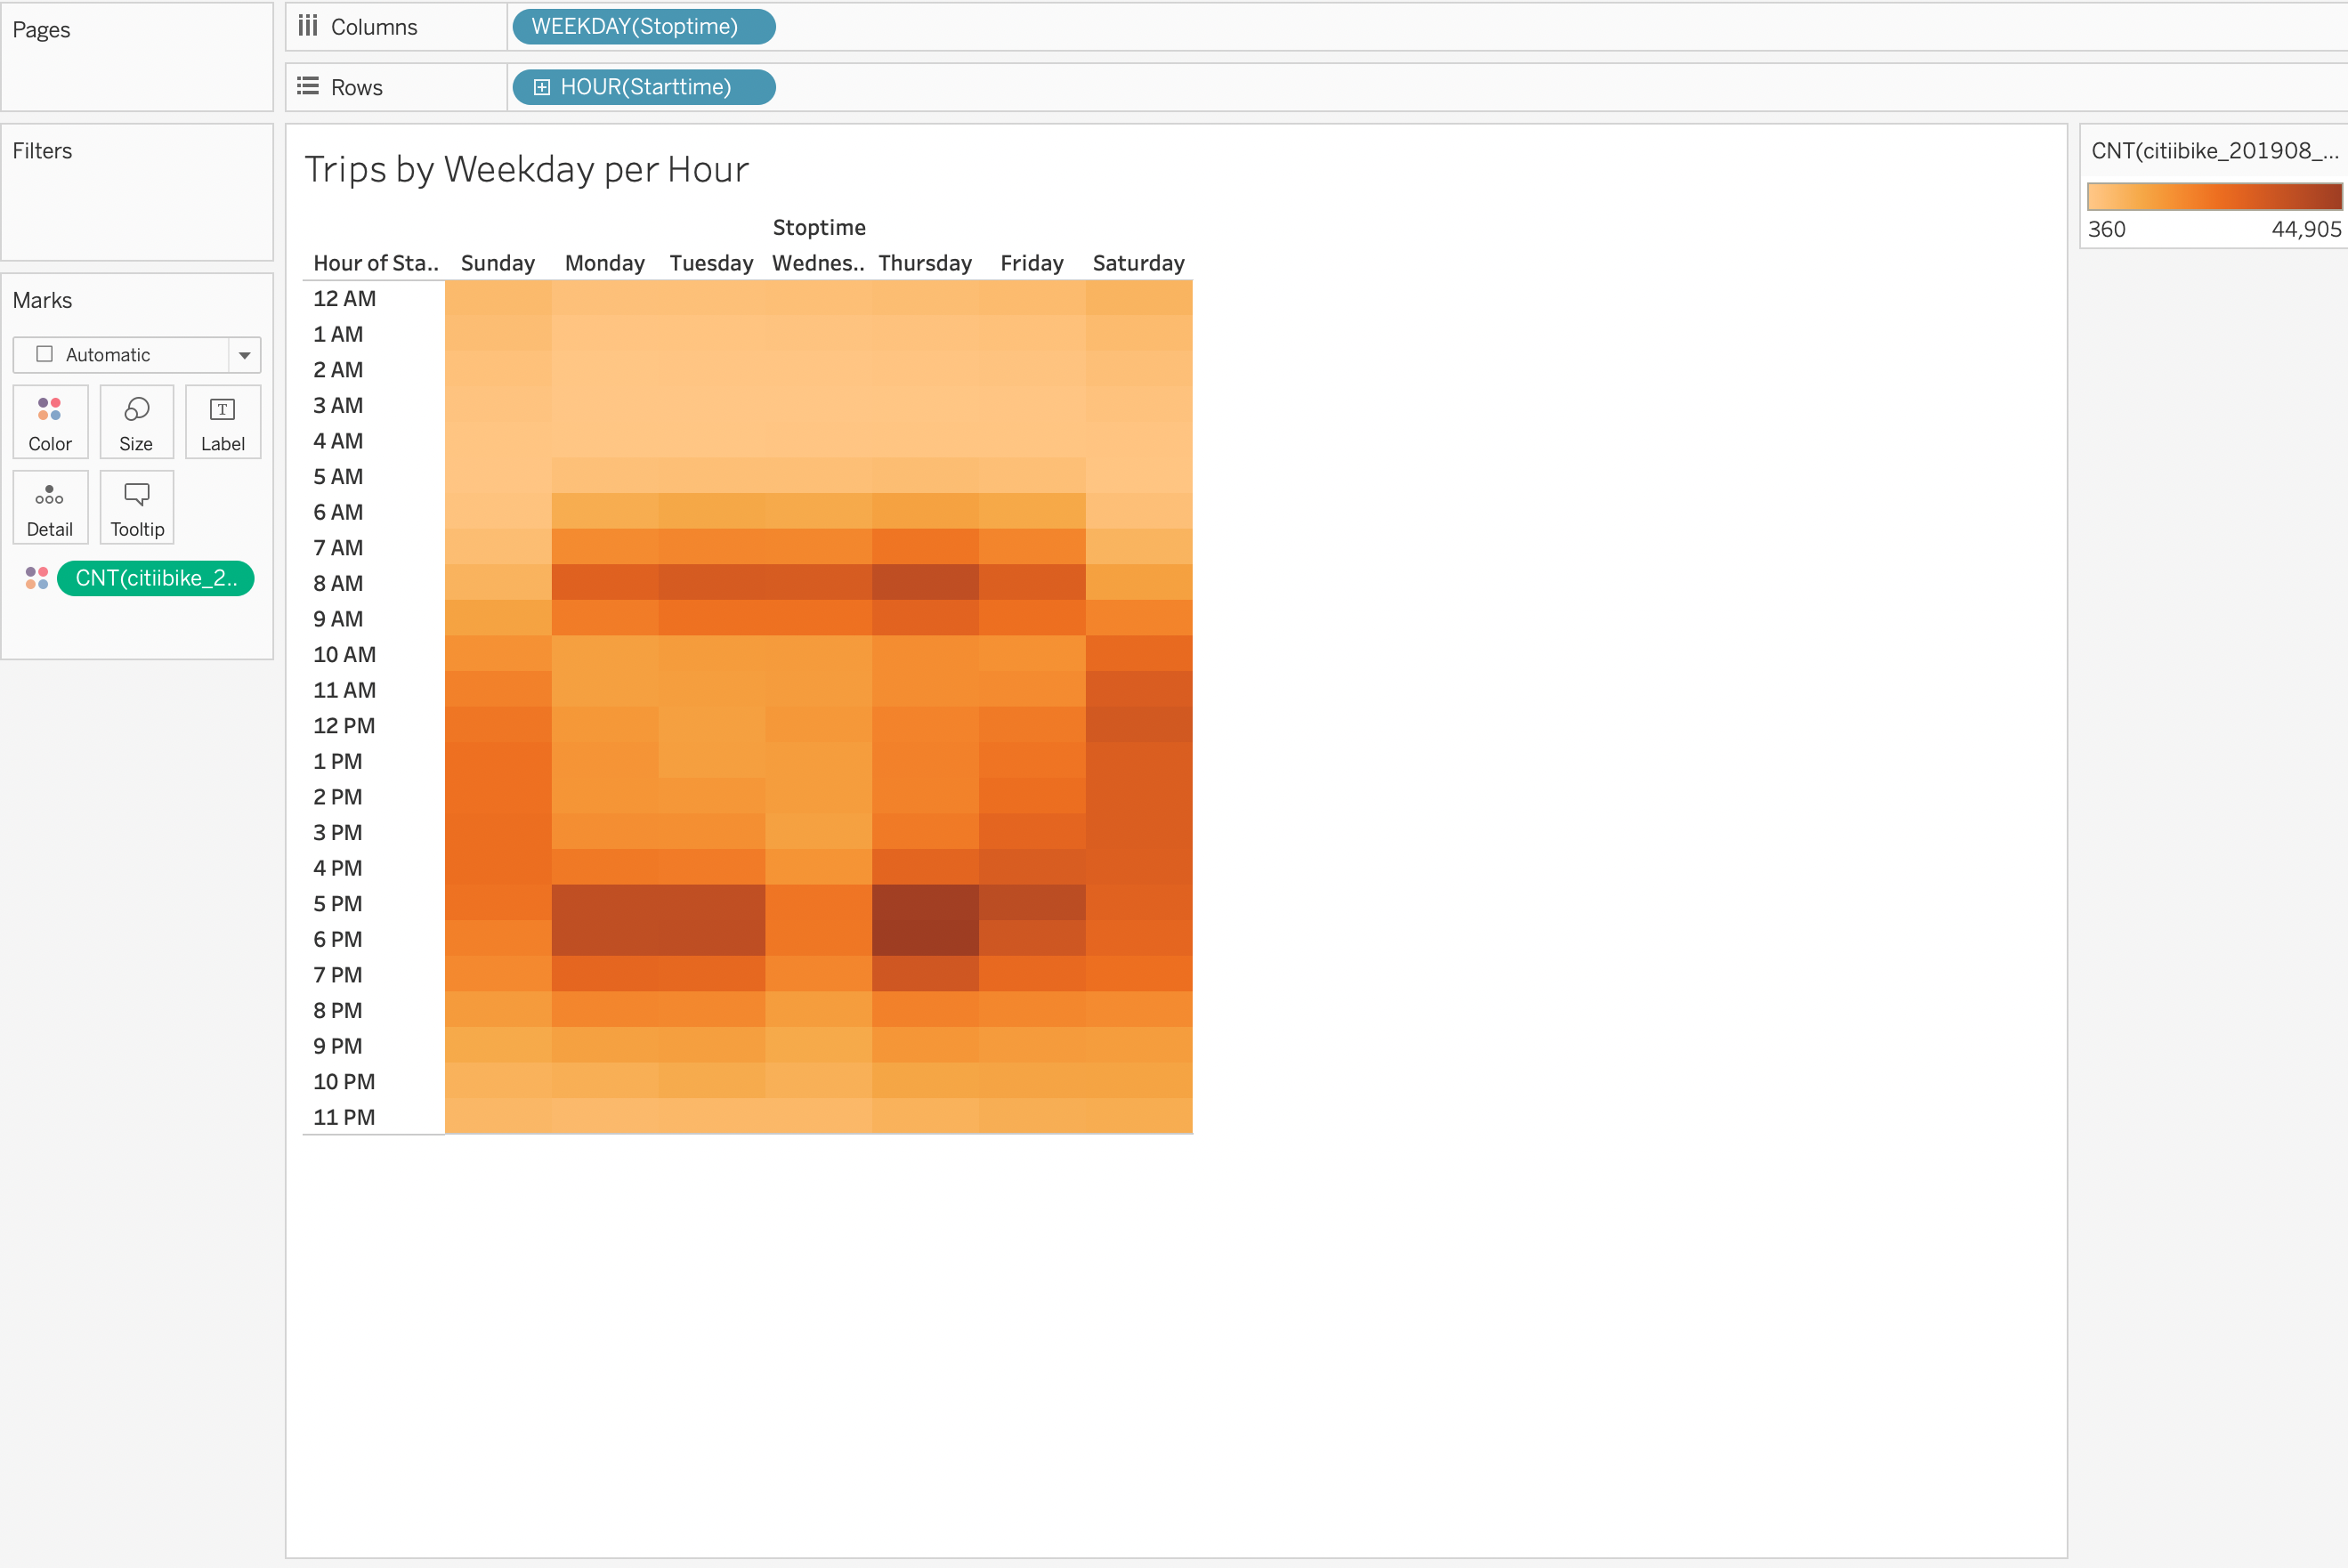 Pages
Columns
WEEKDAY(Stoptime)
Rows
HOUR(Starttime)
Filters
Marks
Automatic
Color
Size
T
Label
Detail
Tooltip
CNT(citiibike_2..
Trips by Weekday per Hour
Stoptime
Hour of Sta.. Sunday Monday Tuesday Wednes.. Thursday Friday Saturday
12 AM
1 AM
2 AM
3 AM
4 AM
5 AM
6 AM
7 AM
8 AM
9 AM
10 AM
11 AM
12 PM
1 PM
2 PM
3 PM
4 PM
5 PM
6 PM
7 PM
8 PM
9 PM
10 PM
11 PM
CNT(citiibike_201908_...
360 44,905